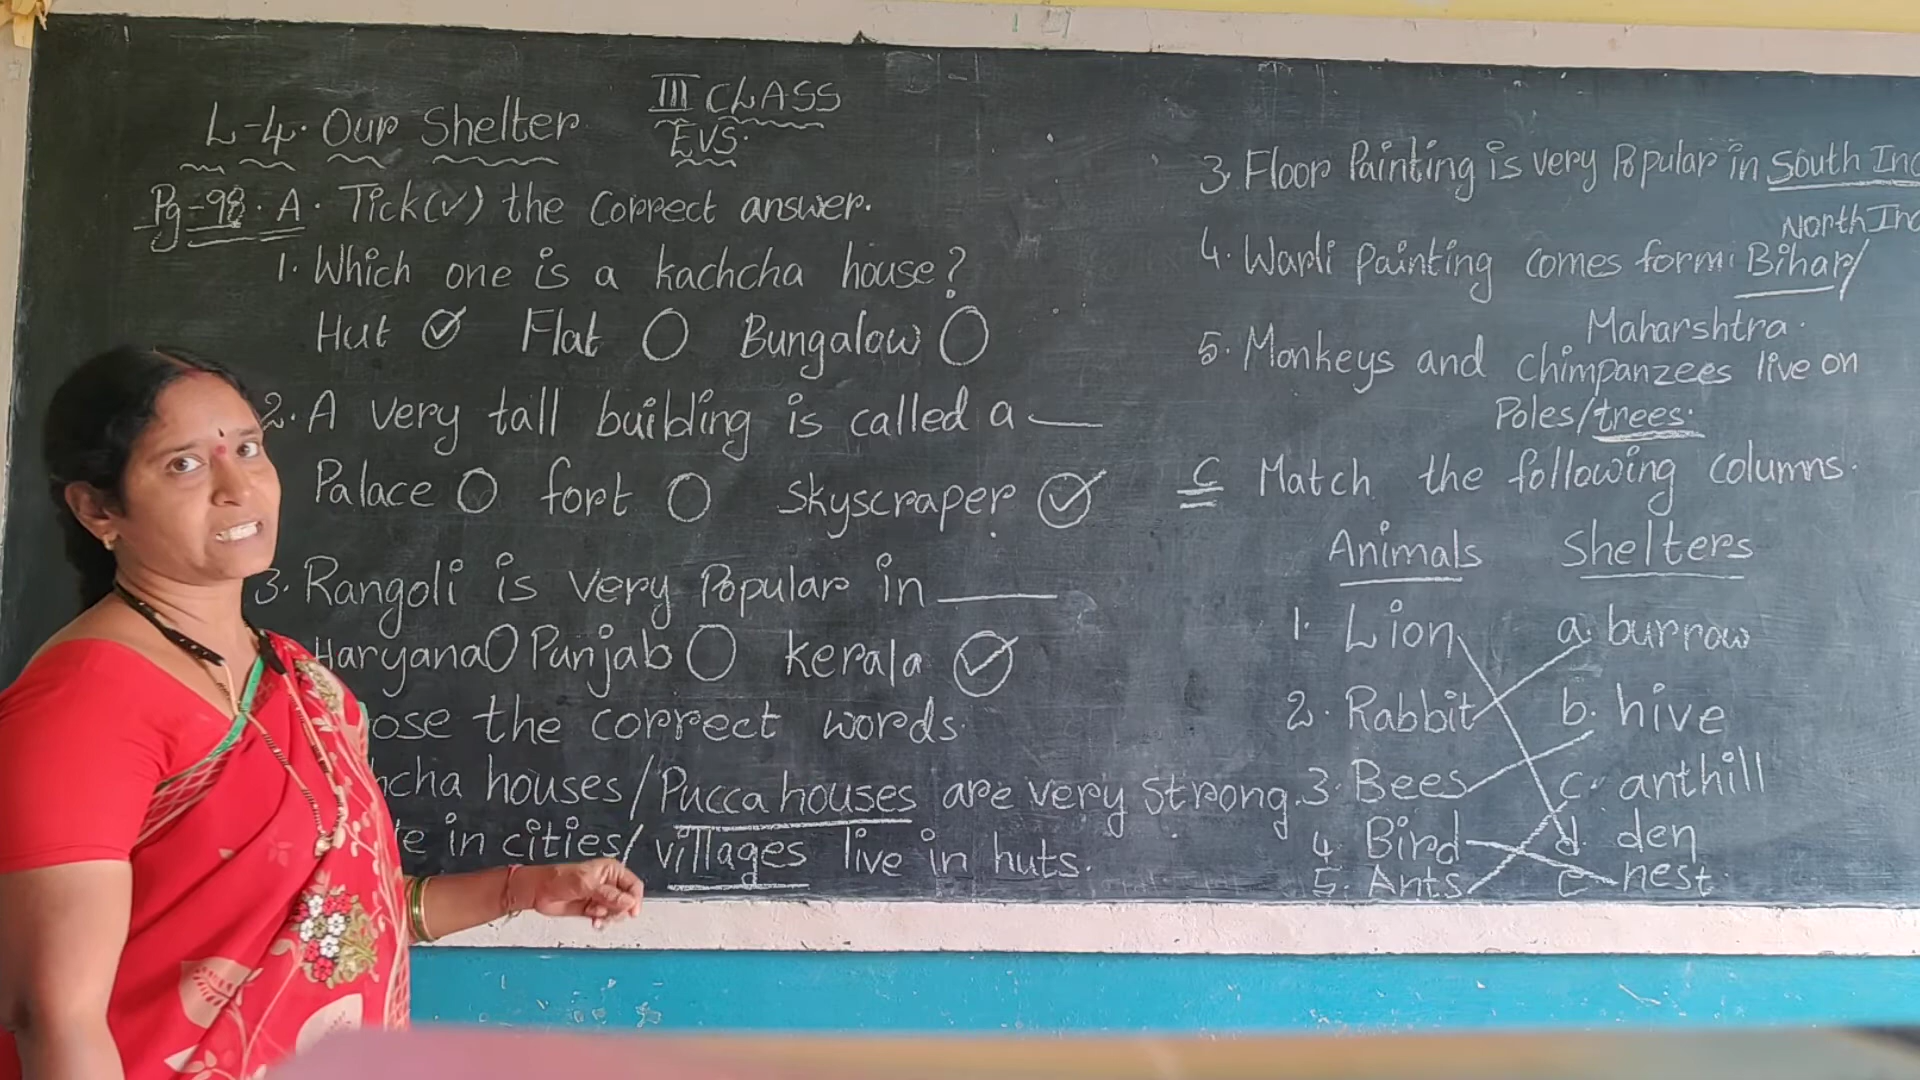 L-4. Our Shelter
III CLASS
EVS.
Pg-98. A. Tick(✓) the correct answer.
1. Which one is a kachcha house?
Hut ✓ Flat ○ Bungalow ○
2. A very tall building is called a ___
Palace ○ fort ○ Skyscraper ✓
3. Rangoli is very Popular in ___
Haryana ○ Punjab ○ kerala ✓
ose the correct words.
hcha houses/Pucca houses are very strong.
e in cities/villages live in huts.
3. Floor Painting is very Popular in South Ind
North Ind
4. Warli painting comes form: Bihar/
Maharshtra.
5. Monkeys and chimpanzees live on
Poles/trees.
C Match the following columns.
Animals Shelters
1. Lion a. burrow
2. Rabbit b. hive
3. Bees c. anthill
4. Bird d. den
5. Ants e nest.